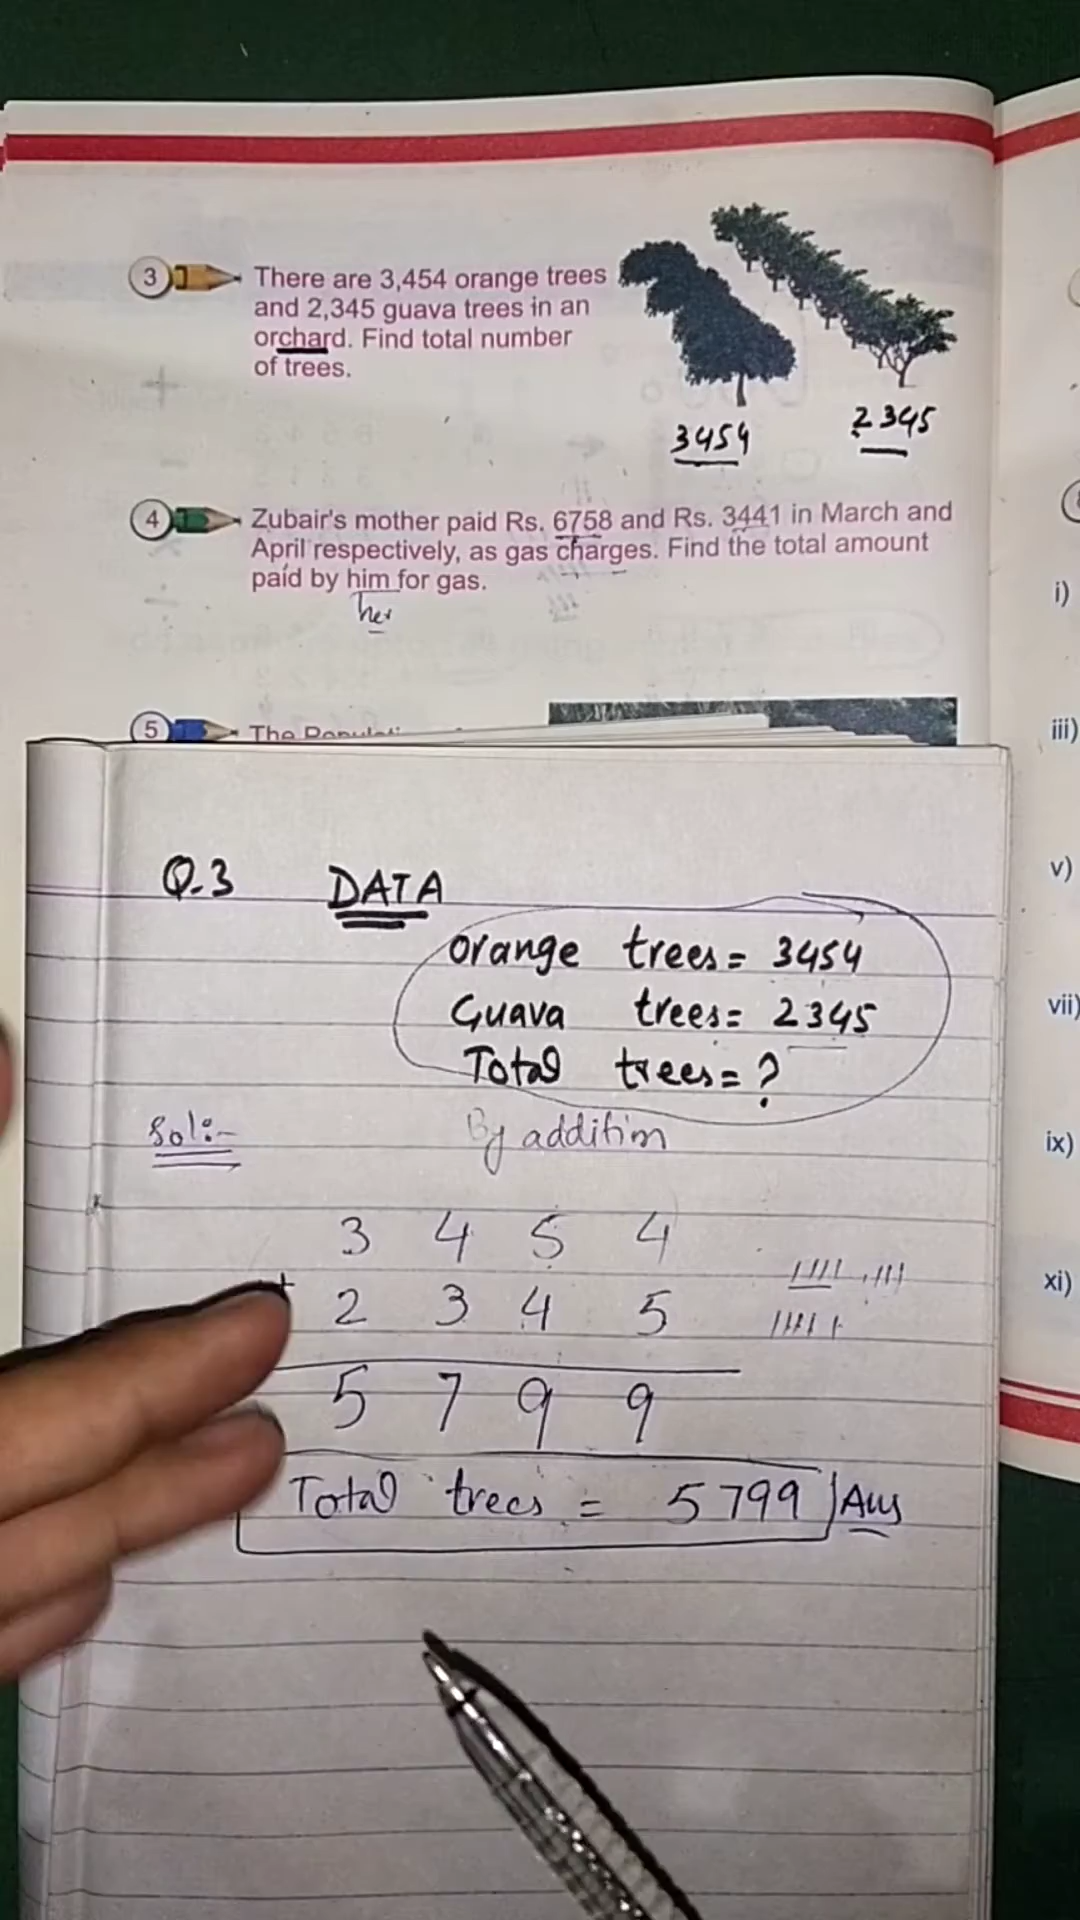 3 There are 3,454 orange trees
and 2,345 guava trees in an
orchard. Find total number
of trees.
3454
2345
4 Zubair's mother paid Rs. 6758 and Rs. 3441 in March and
April respectively, as gas charges. Find the total amount
paid by him for gas.
her
5 The
i)
iii)
v)
vii)
ix)
xi)
Q.3 DATA
Orange trees = 3454
Guava trees = 2345
Total trees = ?
Sol:- By addition
3 4 5 4
+ 2 3 4 5
5 7 9 9
Total trees = 5799 Ans